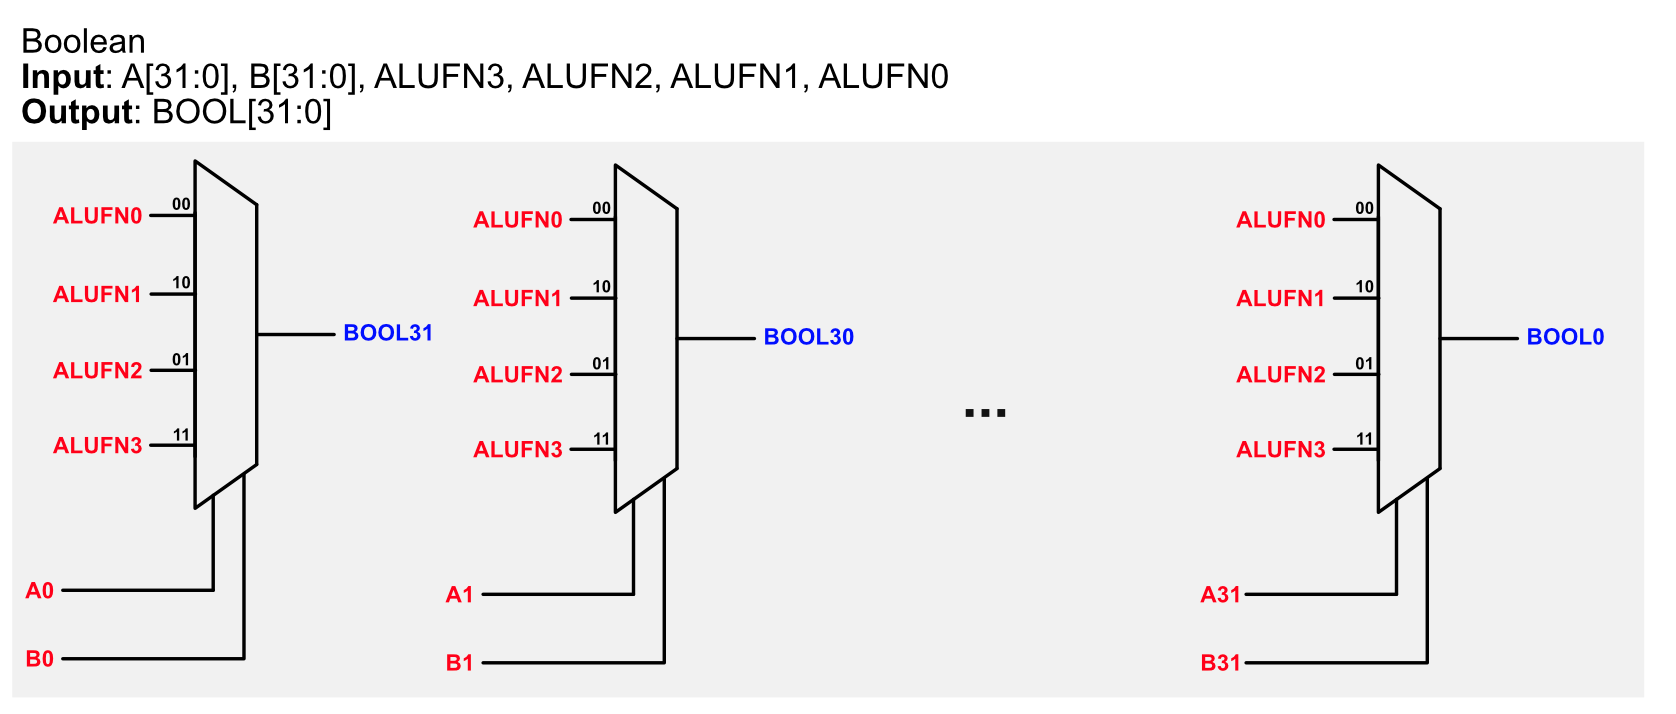 Boolean
Input: A[31:0], B[31:0], ALUFN3, ALUFN2, ALUFN1, ALUFN0
Output: BOOL[31:0]
ALUFN0
00
ALUFN1
10
ALUFN2
01
ALUFN3
11
BOOL31
A0
B0
ALUFN0
00
ALUFN1
10
ALUFN2
01
ALUFN3
11
BOOL30
A1
B1
...
ALUFN0
00
ALUFN1
10
ALUFN2
01
ALUFN3
11
BOOL0
A31
B31